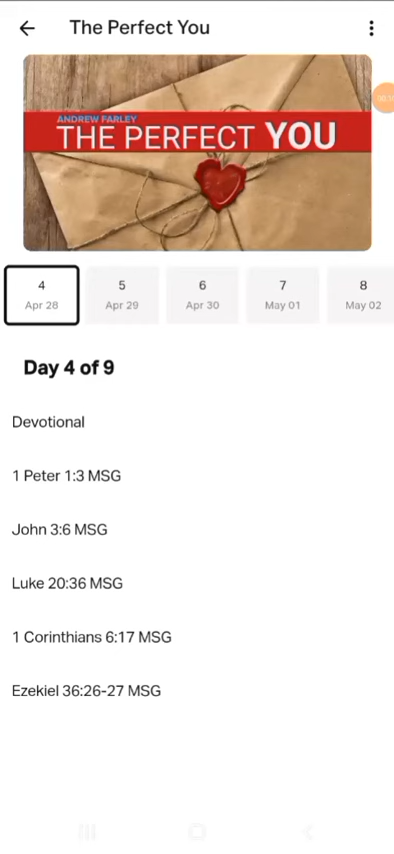 The Perfect You
ANDREW FARLEY
THE PERFECT YOU
4
Apr 28
5
Apr 29
6
Apr 30
7
May 01
8
May 02
Day 4 of 9
Devotional
1 Peter 1:3 MSG
John 3:6 MSG
Luke 20:36 MSG
1 Corinthians 6:17 MSG
Ezekiel 36:26-27 MSG